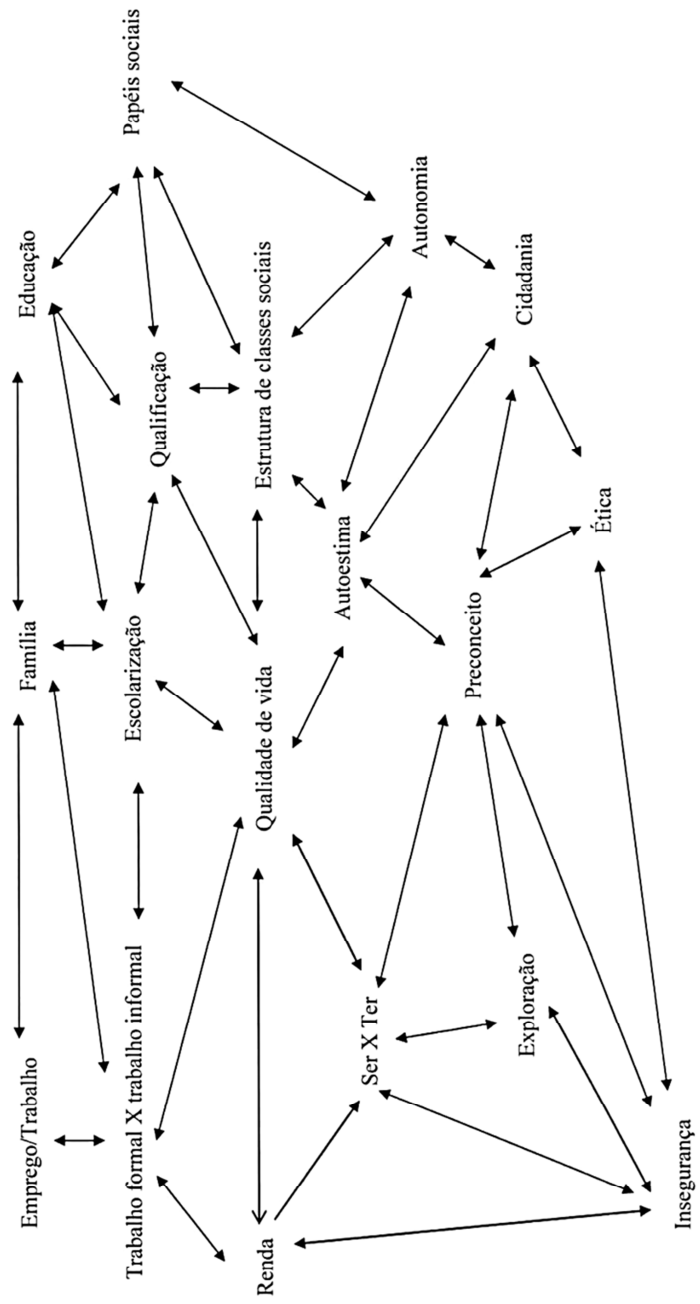 Emprego/Trabalho
Família
Educação
Trabalho formal X trabalho informal
Escolarização
Qualificação
Papéis sociais
Renda
Qualidade de vida
Estrutura de classes sociais
Ser X Ter
Autoestima
Autonomia
Preconceito
Exploração
Cidadania
Ética
Insegurança